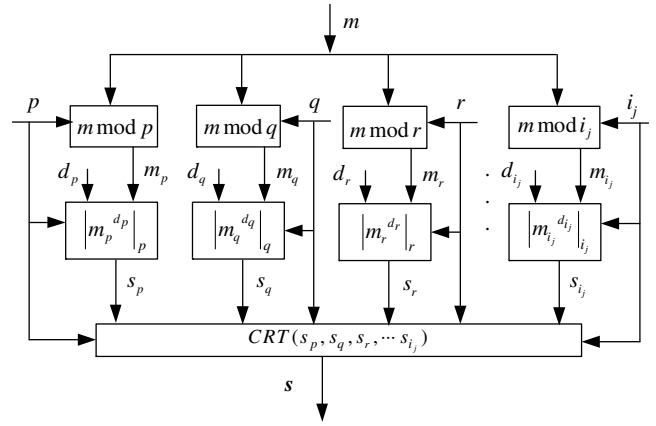 m
p q r i_j
m mod p m mod q m mod r m mod i_j
d_p m_p d_q m_q d_r m_r d_{i_j} m_{i_j}
|m_p^{d_p}|_p |m_q^{d_q}|_q |m_r^{d_r}|_r |m_{i_j}^{d_{i_j}}|_{i_j}
s_p s_q s_r s_{i_j}
CRT(s_p, s_q, s_r, ⋯ s_{i_j})
s